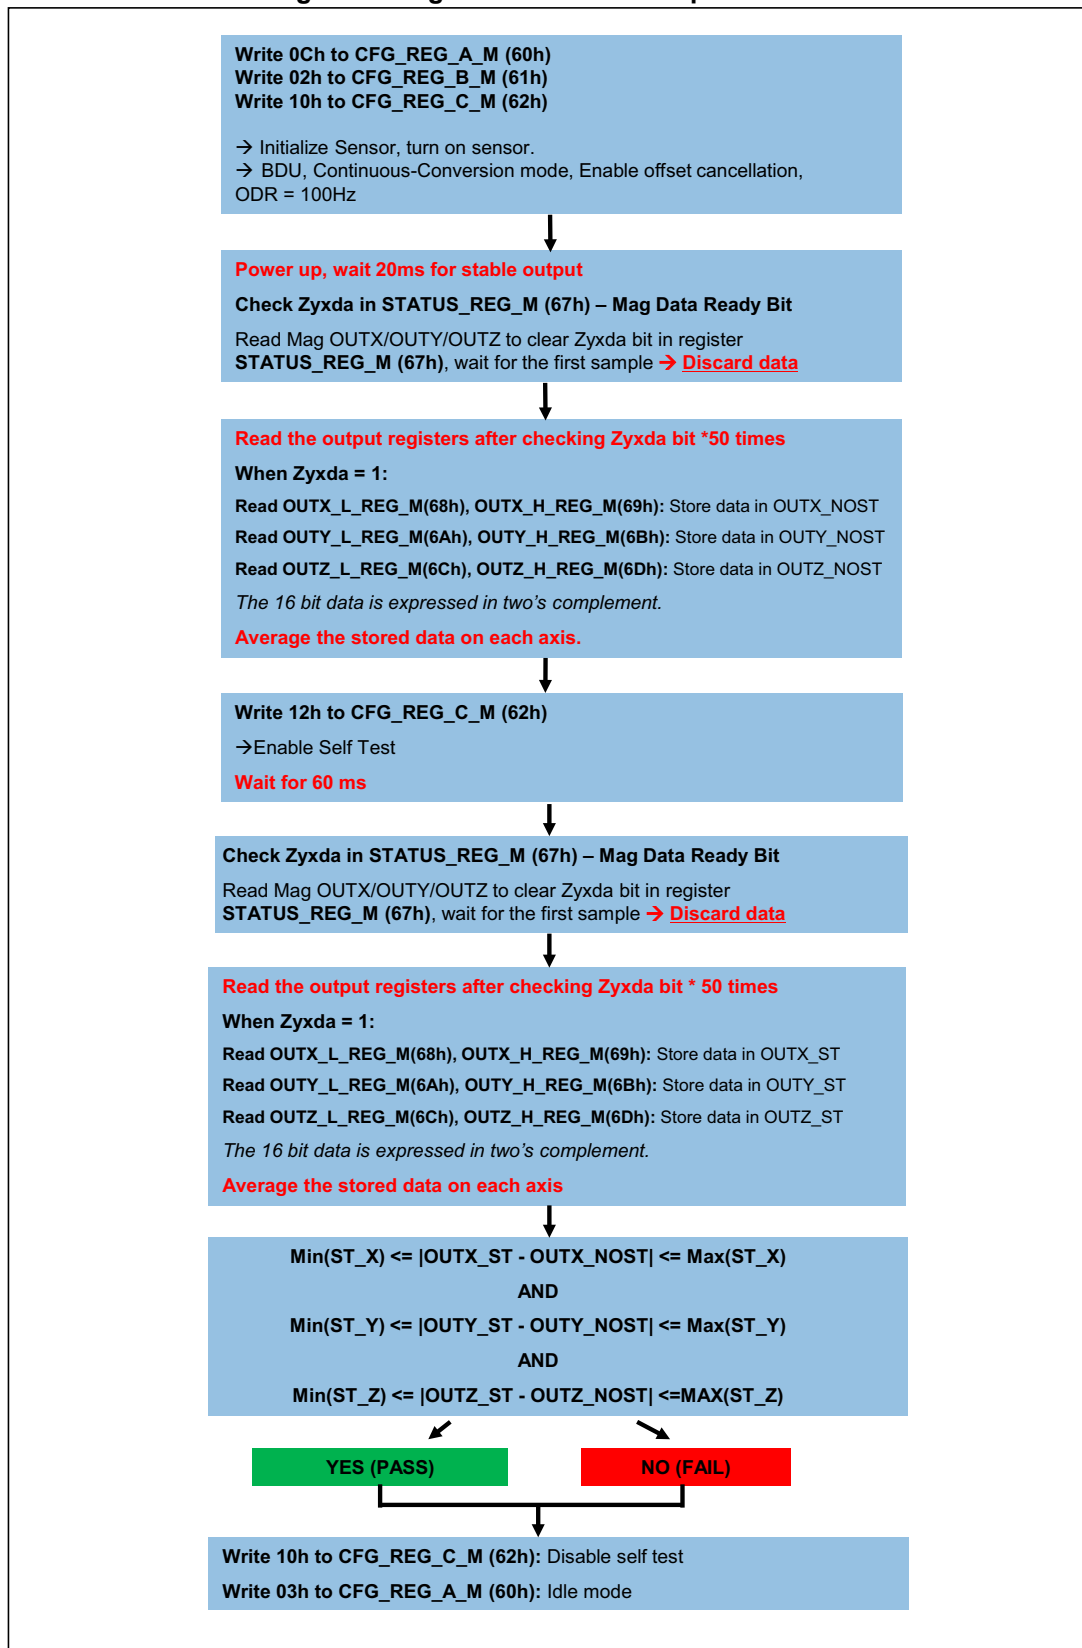 Write 0Ch to CFG_REG_A_M (60h)
Write 02h to CFG_REG_B_M (61h)
Write 10h to CFG_REG_C_M (62h)
→ Initialize Sensor, turn on sensor.
→ BDU, Continuous-Conversion mode, Enable offset cancellation,
ODR = 100Hz
Power up, wait 20ms for stable output
Check Zyxda in STATUS_REG_M (67h) – Mag Data Ready Bit
Read Mag OUTX/OUTY/OUTZ to clear Zyxda bit in register
STATUS_REG_M (67h), wait for the first sample → Discard data
Read the output registers after checking Zyxda bit *50 times
When Zyxda = 1:
Read OUTX_L_REG_M(68h), OUTX_H_REG_M(69h): Store data in OUTX_NOST
Read OUTY_L_REG_M(6Ah), OUTY_H_REG_M(6Bh): Store data in OUTY_NOST
Read OUTZ_L_REG_M(6Ch), OUTZ_H_REG_M(6Dh): Store data in OUTZ_NOST
The 16 bit data is expressed in two's complement.
Average the stored data on each axis.
Write 12h to CFG_REG_C_M (62h)
→Enable Self Test
Wait for 60 ms
Check Zyxda in STATUS_REG_M (67h) – Mag Data Ready Bit
Read Mag OUTX/OUTY/OUTZ to clear Zyxda bit in register
STATUS_REG_M (67h), wait for the first sample → Discard data
Read the output registers after checking Zyxda bit * 50 times
When Zyxda = 1:
Read OUTX_L_REG_M(68h), OUTX_H_REG_M(69h): Store data in OUTX_ST
Read OUTY_L_REG_M(6Ah), OUTY_H_REG_M(6Bh): Store data in OUTY_ST
Read OUTZ_L_REG_M(6Ch), OUTZ_H_REG_M(6Dh): Store data in OUTZ_ST
The 16 bit data is expressed in two's complement.
Average the stored data on each axis
Min(ST_X) <= |OUTX_ST - OUTX_NOST| <= Max(ST_X)
AND
Min(ST_Y) <= |OUTY_ST - OUTY_NOST| <= Max(ST_Y)
AND
Min(ST_Z) <= |OUTZ_ST - OUTZ_NOST| <=MAX(ST_Z)
YES (PASS)
NO (FAIL)
Write 10h to CFG_REG_C_M (62h): Disable self test
Write 03h to CFG_REG_A_M (60h): Idle mode